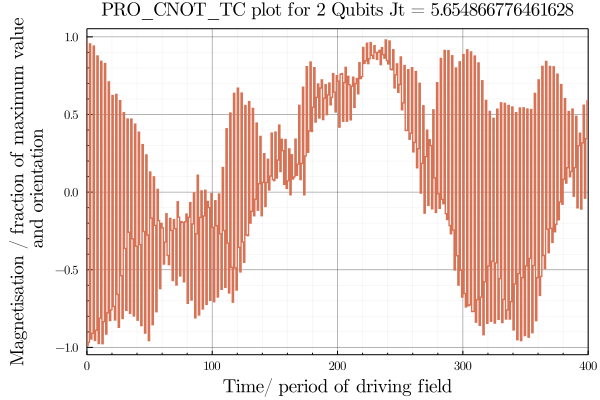 PRO_CNOT_TC plot for 2 Qubits Jt = 5.654866776461628
Magnetisation / fraction of maximum value
and orientation
1.0
0.5
0.0
−0.5
−1.0
0 100 200 300 400
Time/ period of driving field